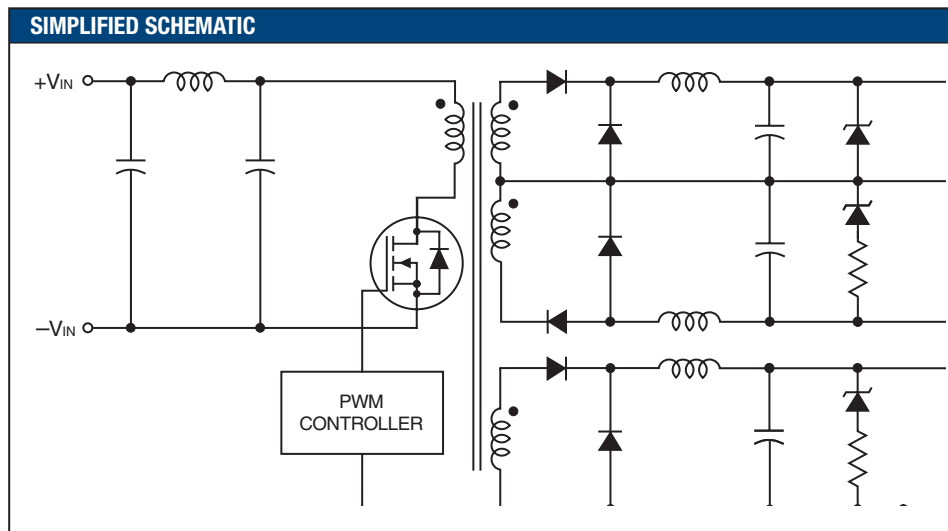 SIMPLIFIED SCHEMATIC
+VIN
–VIN
PWM
CONTROLLER